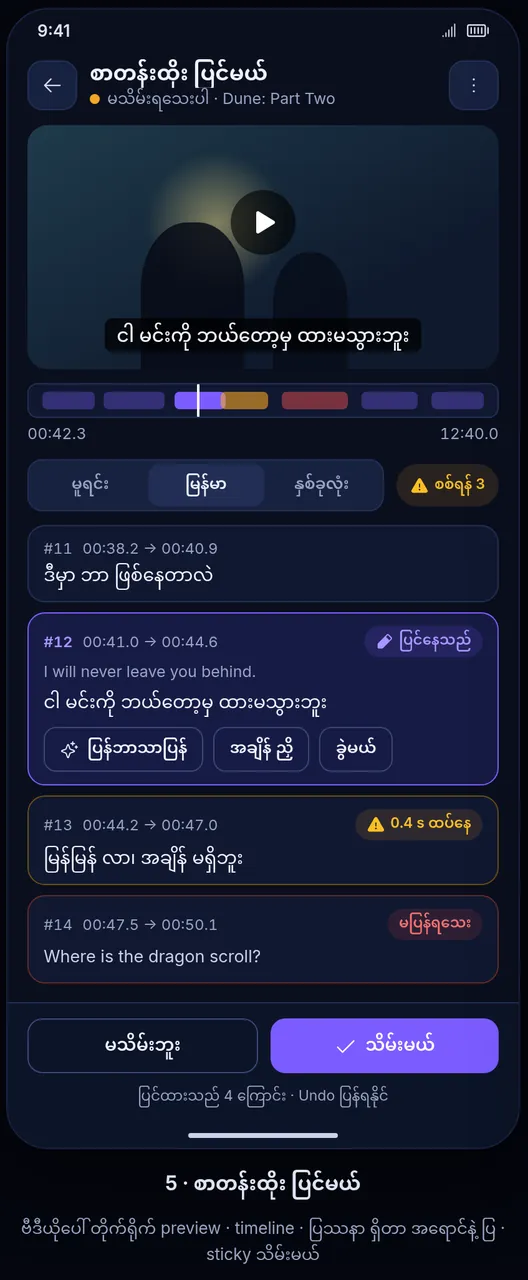 9:41
စာတန်းထိုး ပြင်မယ်
မသိမ်းရသေးပါ · Dune: Part Two
ငါ မင်းကို ဘယ်တော့မှ ထားမသွားဘူး
00:42.3 12:40.0
မူရင်း မြန်မာ နှစ်ခုလုံး စစ်ရန် 3
#11 00:38.2 → 00:40.9
ဒီမှာ ဘာ ဖြစ်နေတာလဲ
#12 00:41.0 → 00:44.6 ပြင်နေသည်
I will never leave you behind.
ငါ မင်းကို ဘယ်တော့မှ ထားမသွားဘူး
ပြန်ဘာသာပြန် အချိန် ညှိ ခွဲမယ်
#13 00:44.2 → 00:47.0 0.4 s ထပ်နေ
မြန်မြန် လာ၊ အချိန် မရှိဘူး
#14 00:47.5 → 00:50.1 မပြန်ရသေး
Where is the dragon scroll?
မသိမ်းဘူး သိမ်းမယ်
ပြင်ထားသည် 4 ကြောင်း · Undo ပြန်ရနိုင်
5 · စာတန်းထိုး ပြင်မယ်
ဗီဒီယိုပေါ် တိုက်ရိုက် preview · timeline · ပြဿနာ ရှိတာ အရောင်နဲ့ ပြ ·
sticky သိမ်းမယ်